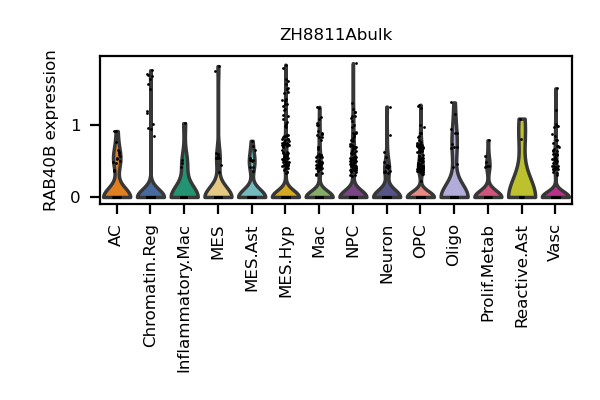 ZH8811Abulk
RAB40B expression
1
0
AC
Chromatin.Reg
Inflammatory.Mac
MES
MES.Ast
MES.Hyp
Mac
NPC
Neuron
OPC
Oligo
Prolif.Metab
Reactive.Ast
Vasc